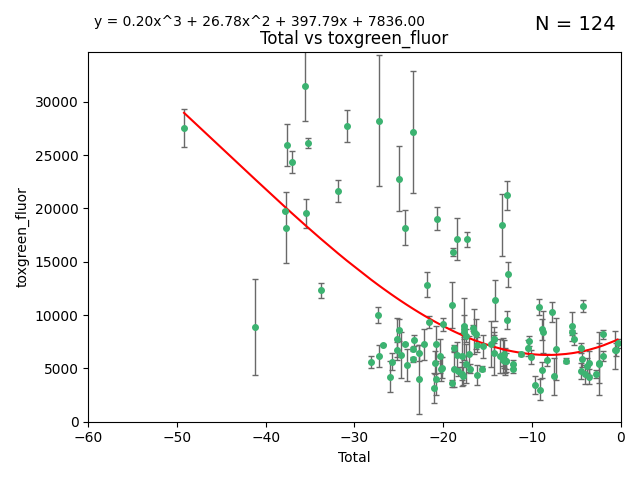 y = 0.20x^3 + 26.78x^2 + 397.79x + 7836.00
N = 124
Total vs toxgreen_fluor
30000
25000
20000
15000
10000
5000
0
toxgreen_fluor
−60 −50 −40 −30 −20 −10 0
Total